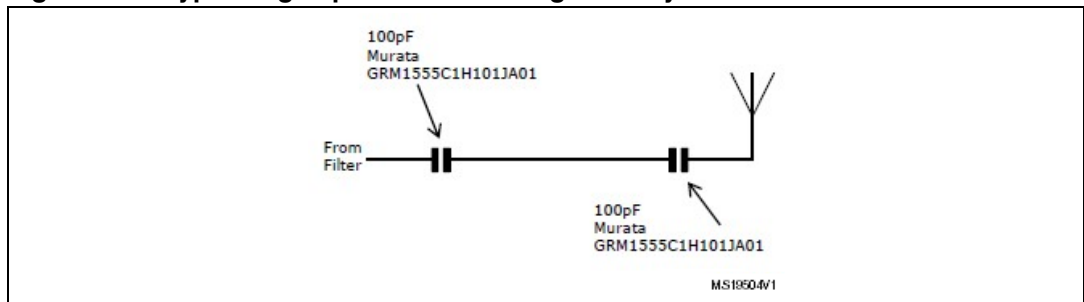 100pF
Murata
GRM1555C1H101JA01
From
Filter
100pF
Murata
GRM1555C1H101JA01
MS19504V1